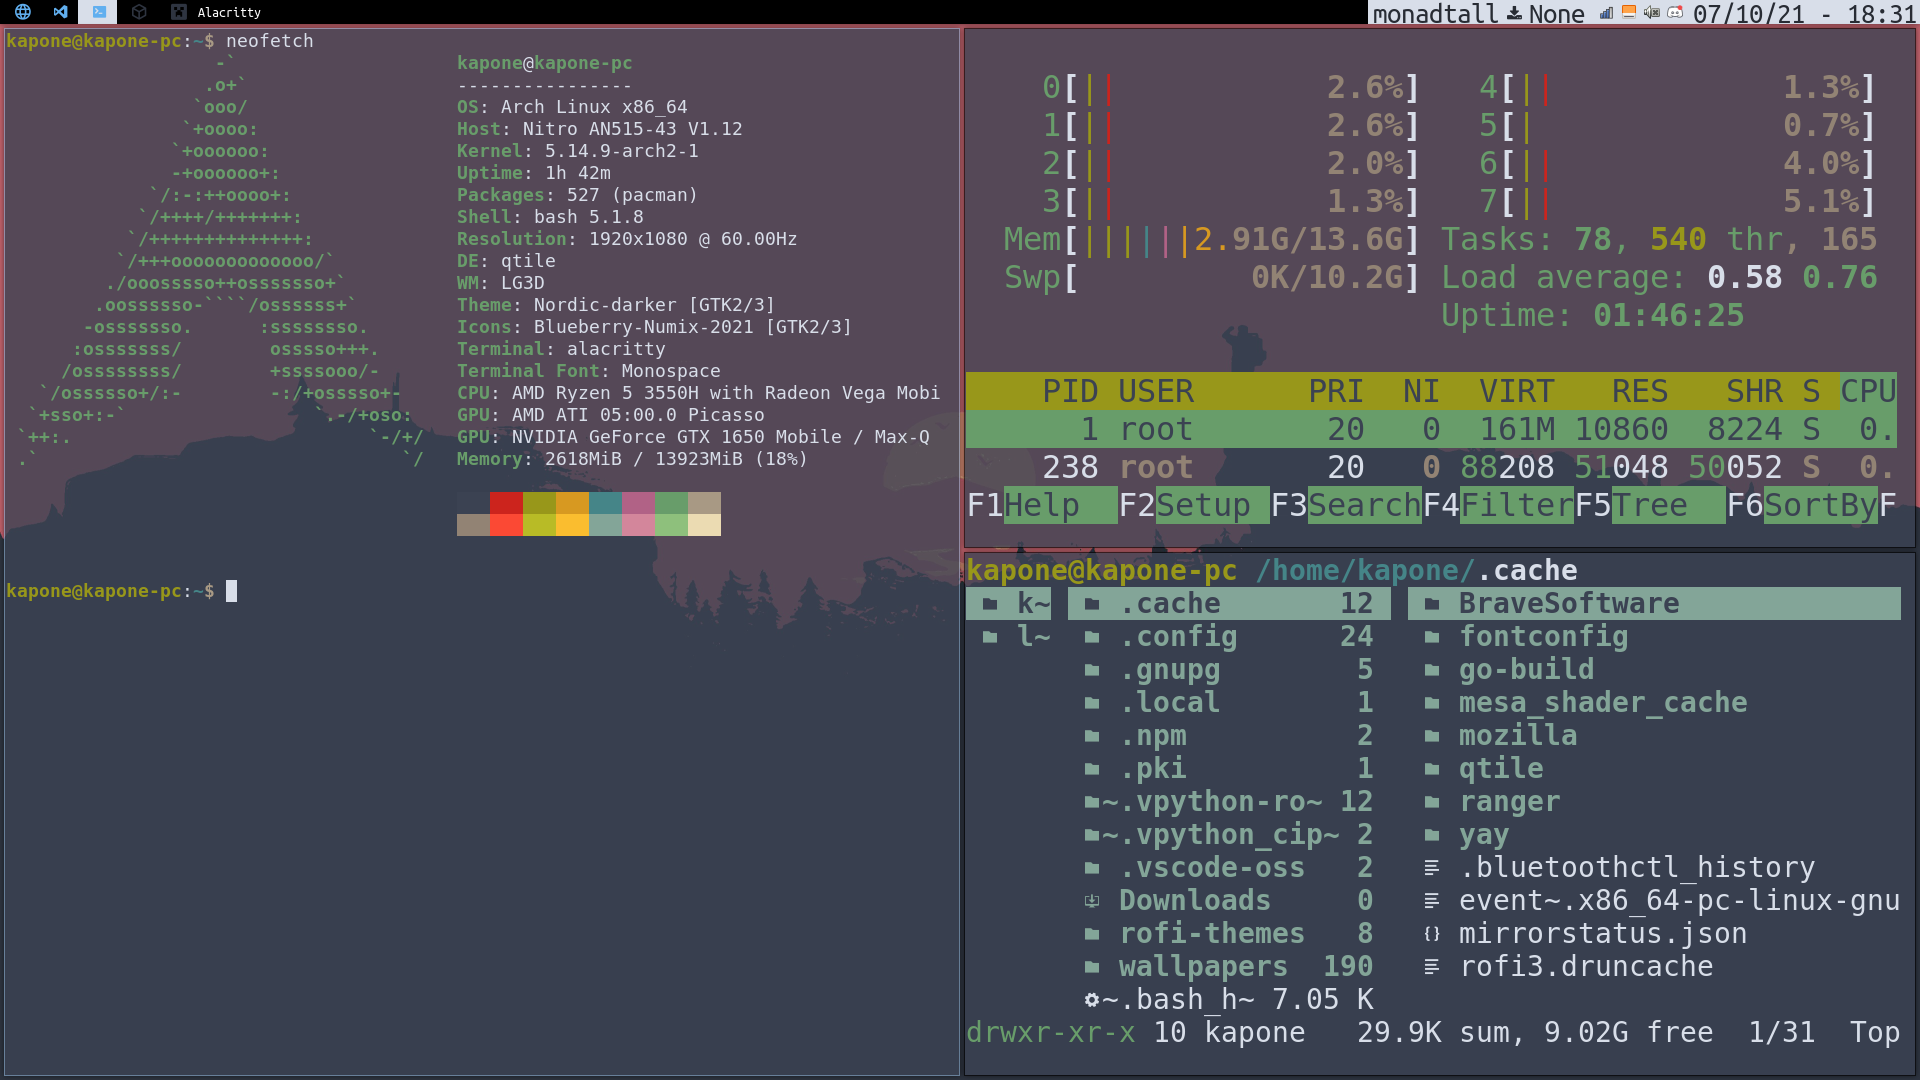 Alacritty
monadtall None 07/10/21 - 18:31
kapone@kapone-pc:~$ neofetch
-`
.o+`
`ooo/
`+oooo:
`+oooooo:
-+oooooo+:
`/:-:++oooo+:
`/++++/+++++++:
`/++++++++++++++:
`/+++ooooooooooooo/`
./ooosssso++osssssso+`
.oossssso-````/ossssss+`
-osssssso.      :ssssssso.
:osssssss/        osssso+++.
/ossssssss/        +ssssooo/-
`/ossssso+/:-        -:/+osssso+-
`+sso+:-`                 `.-/+oso:
`++:.                           `-/+/
.`                                 `/
kapone@kapone-pc
----------------
OS: Arch Linux x86_64
Host: Nitro AN515-43 V1.12
Kernel: 5.14.9-arch2-1
Uptime: 1h 42m
Packages: 527 (pacman)
Shell: bash 5.1.8
Resolution: 1920x1080 @ 60.00Hz
DE: qtile
WM: LG3D
Theme: Nordic-darker [GTK2/3]
Icons: Blueberry-Numix-2021 [GTK2/3]
Terminal: alacritty
Terminal Font: Monospace
CPU: AMD Ryzen 5 3550H with Radeon Vega Mobi
GPU: AMD ATI 05:00.0 Picasso
GPU: NVIDIA GeForce GTX 1650 Mobile / Max-Q
Memory: 2618MiB / 13923MiB (18%)
kapone@kapone-pc:~$
0[|| 2.6%] 4[|| 1.3%]
1[|| 2.6%] 5[| 0.7%]
2[|| 2.0%] 6[|| 4.0%]
3[|| 1.3%] 7[|| 5.1%]
Mem[||||||2.91G/13.6G] Tasks: 78, 540 thr, 165
Swp[ 0K/10.2G] Load average: 0.58 0.76
Uptime: 01:46:25
PID USER PRI NI VIRT RES SHR S CPU
1 root 20 0 161M 10860 8224 S 0.
238 root 20 0 88208 51048 50052 S 0.
F1Help F2Setup F3SearchF4FilterF5Tree F6SortByF
kapone@kapone-pc /home/kapone/.cache
k~ .cache 12 BraveSoftware
l~ .config 24 fontconfig
.gnupg 5 go-build
.local 1 mesa_shader_cache
.npm 2 mozilla
.pki 1 qtile
~.vpython-ro~ 12 ranger
~.vpython_cip~ 2 yay
.vscode-oss 2 .bluetoothctl_history
Downloads 0 event~.x86_64-pc-linux-gnu
rofi-themes 8 mirrorstatus.json
wallpapers 190 rofi3.druncache
~.bash_h~ 7.05 K
drwxr-xr-x 10 kapone 29.9K sum, 9.02G free 1/31 Top